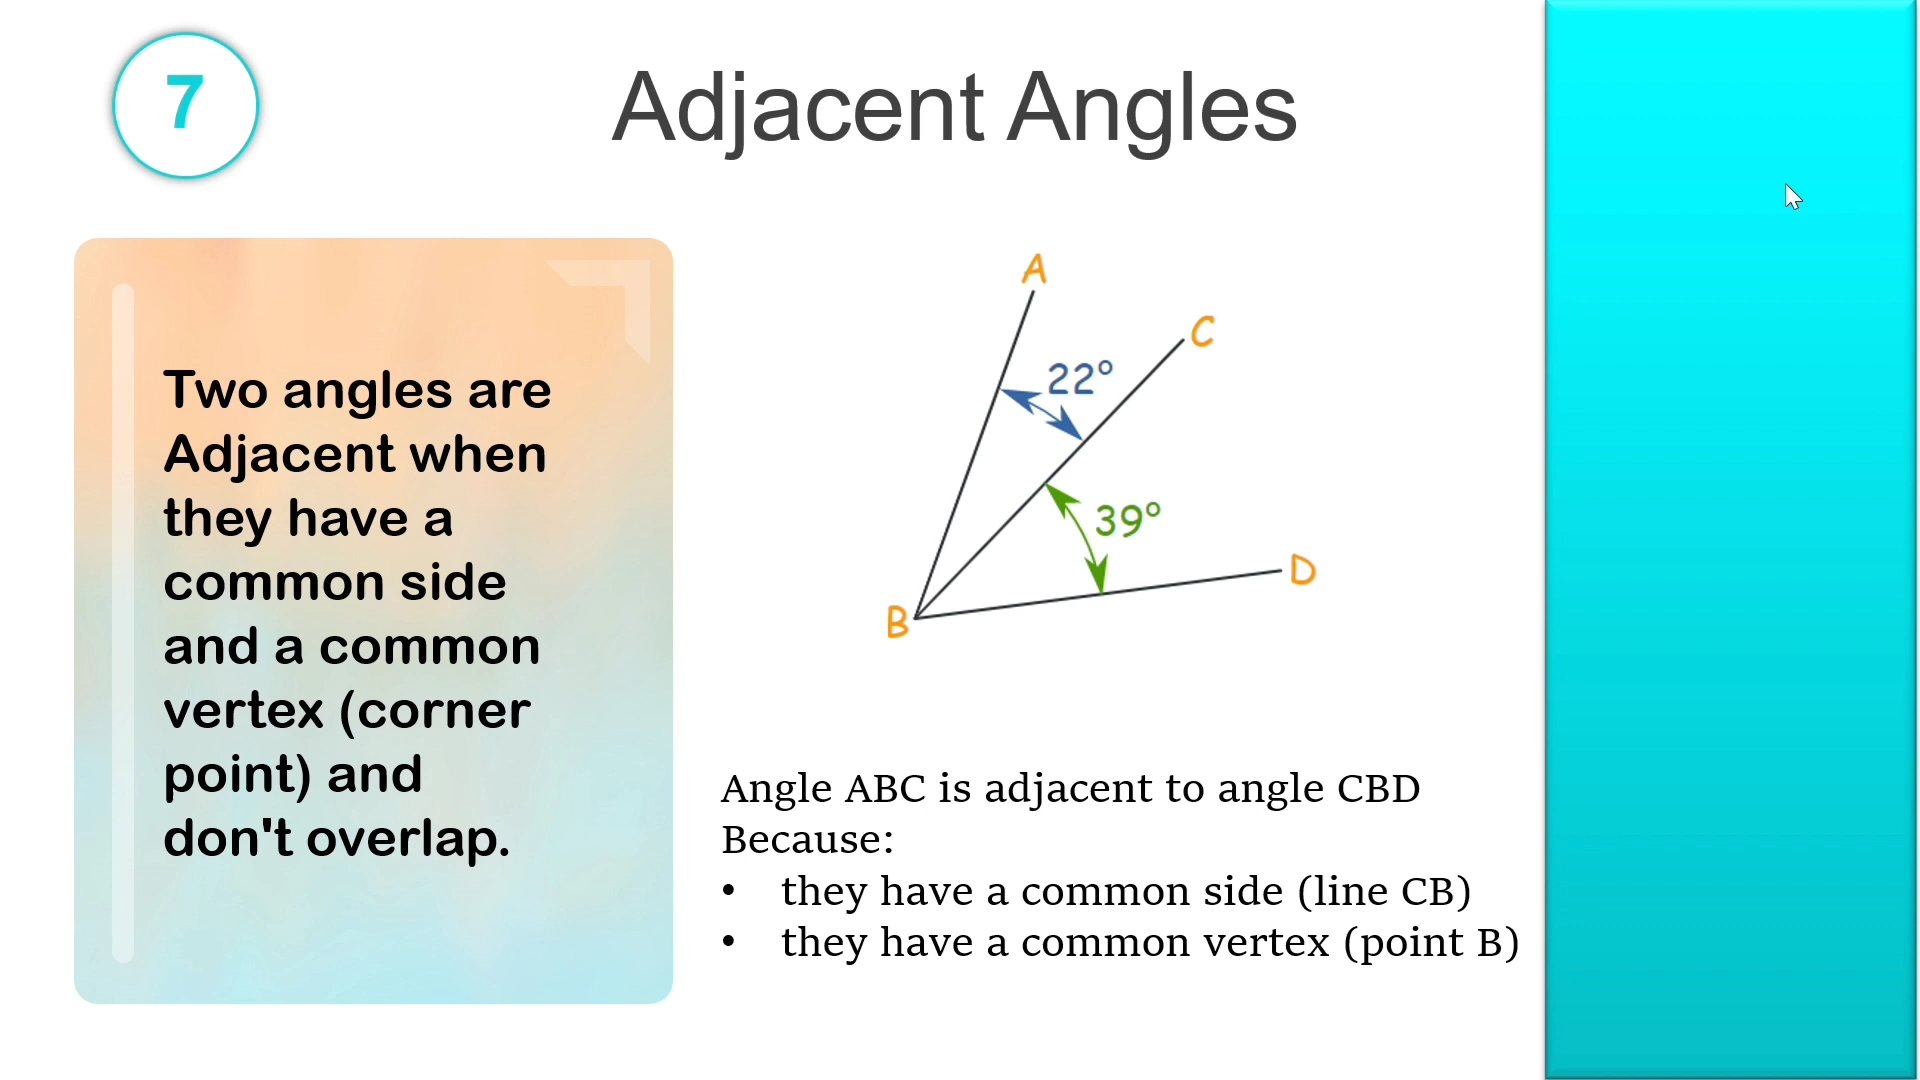 7
Adjacent Angles
Two angles are
Adjacent when
they have a
common side
and a common
vertex (corner
point) and
don't overlap.
A
C
22°
39°
D
B
Angle ABC is adjacent to angle CBD
Because:
• they have a common side (line CB)
• they have a common vertex (point B)